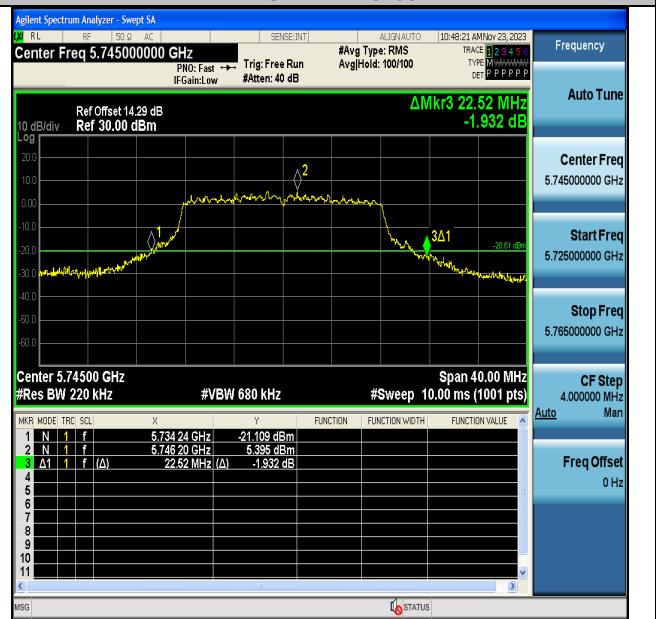 Agilent Spectrum Analyzer - Swept SA
RL RF 50 Ω AC SENSE:INT ALIGN AUTO 10:48:21 AM Nov 23, 2023
Center Freq 5.745000000 GHz
PNO: Fast
IFGain:Low
Trig: Free Run
#Atten: 40 dB
#Avg Type: RMS
Avg|Hold: 100/100
TRACE 1 2 3 4 5 6
TYPE M
DET P P P P P P
Ref Offset 14.29 dB
Ref 30.00 dBm
10 dB/div
Log
ΔMkr3 22.52 MHz
-1.932 dB
20.0
10.0
0.00
-10.0
-20.0
-30.0
-40.0
-50.0
-60.0
1
2
3Δ1
-20.61 dBm
Center 5.74500 GHz
Span 40.00 MHz
#Res BW 220 kHz
#VBW 680 kHz
#Sweep 10.00 ms (1001 pts)
MKR MODE TRC SCL X Y FUNCTION FUNCTION WIDTH FUNCTION VALUE
1 N 1 f 5.734 24 GHz -21.109 dBm
2 N 1 f 5.746 20 GHz 5.395 dBm
3 Δ1 1 f (Δ) 22.52 MHz (Δ) -1.932 dB
4
5
6
7
8
9
10
11
MSG
STATUS
Frequency
Auto Tune
Center Freq
5.745000000 GHz
Start Freq
5.725000000 GHz
Stop Freq
5.765000000 GHz
CF Step
4.000000 MHz
Auto Man
Freq Offset
0 Hz